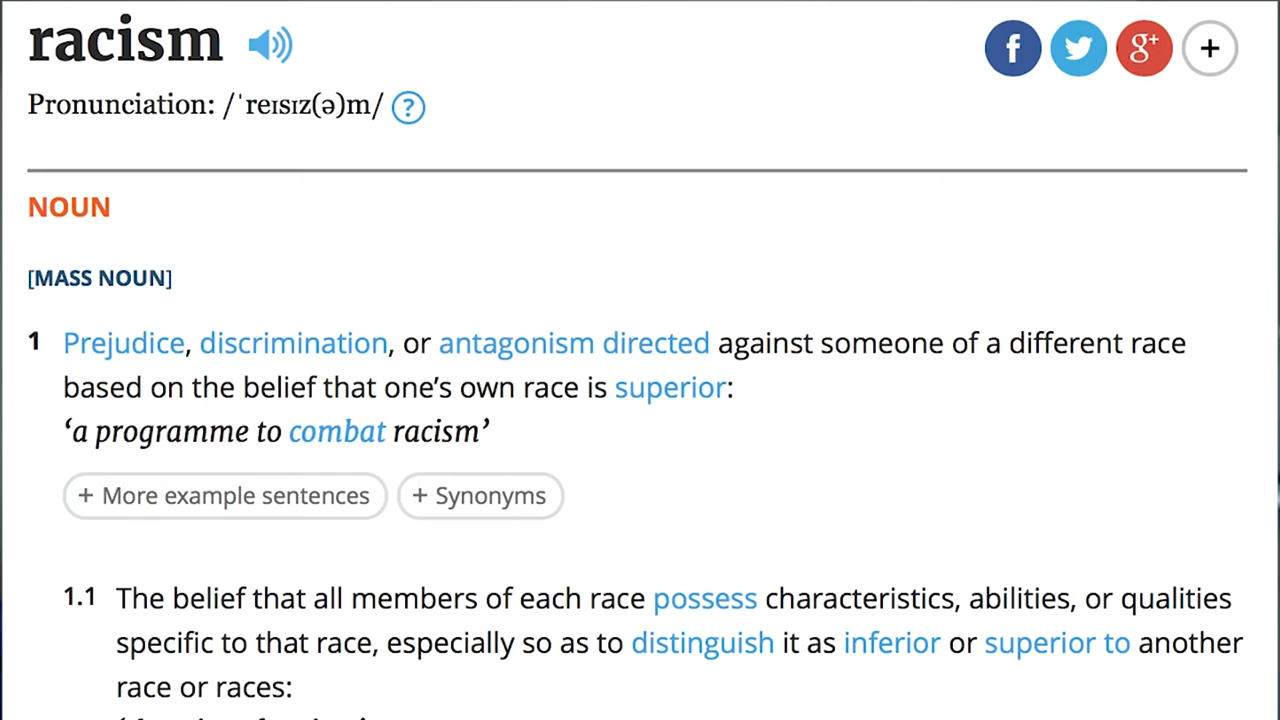 racism
f g+ +
Pronunciation: /ˈreɪsɪz(ə)m/ ?
NOUN
[MASS NOUN]
1 Prejudice, discrimination, or antagonism directed against someone of a different race
based on the belief that one’s own race is superior:
‘a programme to combat racism’
+ More example sentences + Synonyms
1.1 The belief that all members of each race possess characteristics, abilities, or qualities
specific to that race, especially so as to distinguish it as inferior or superior to another
race or races: